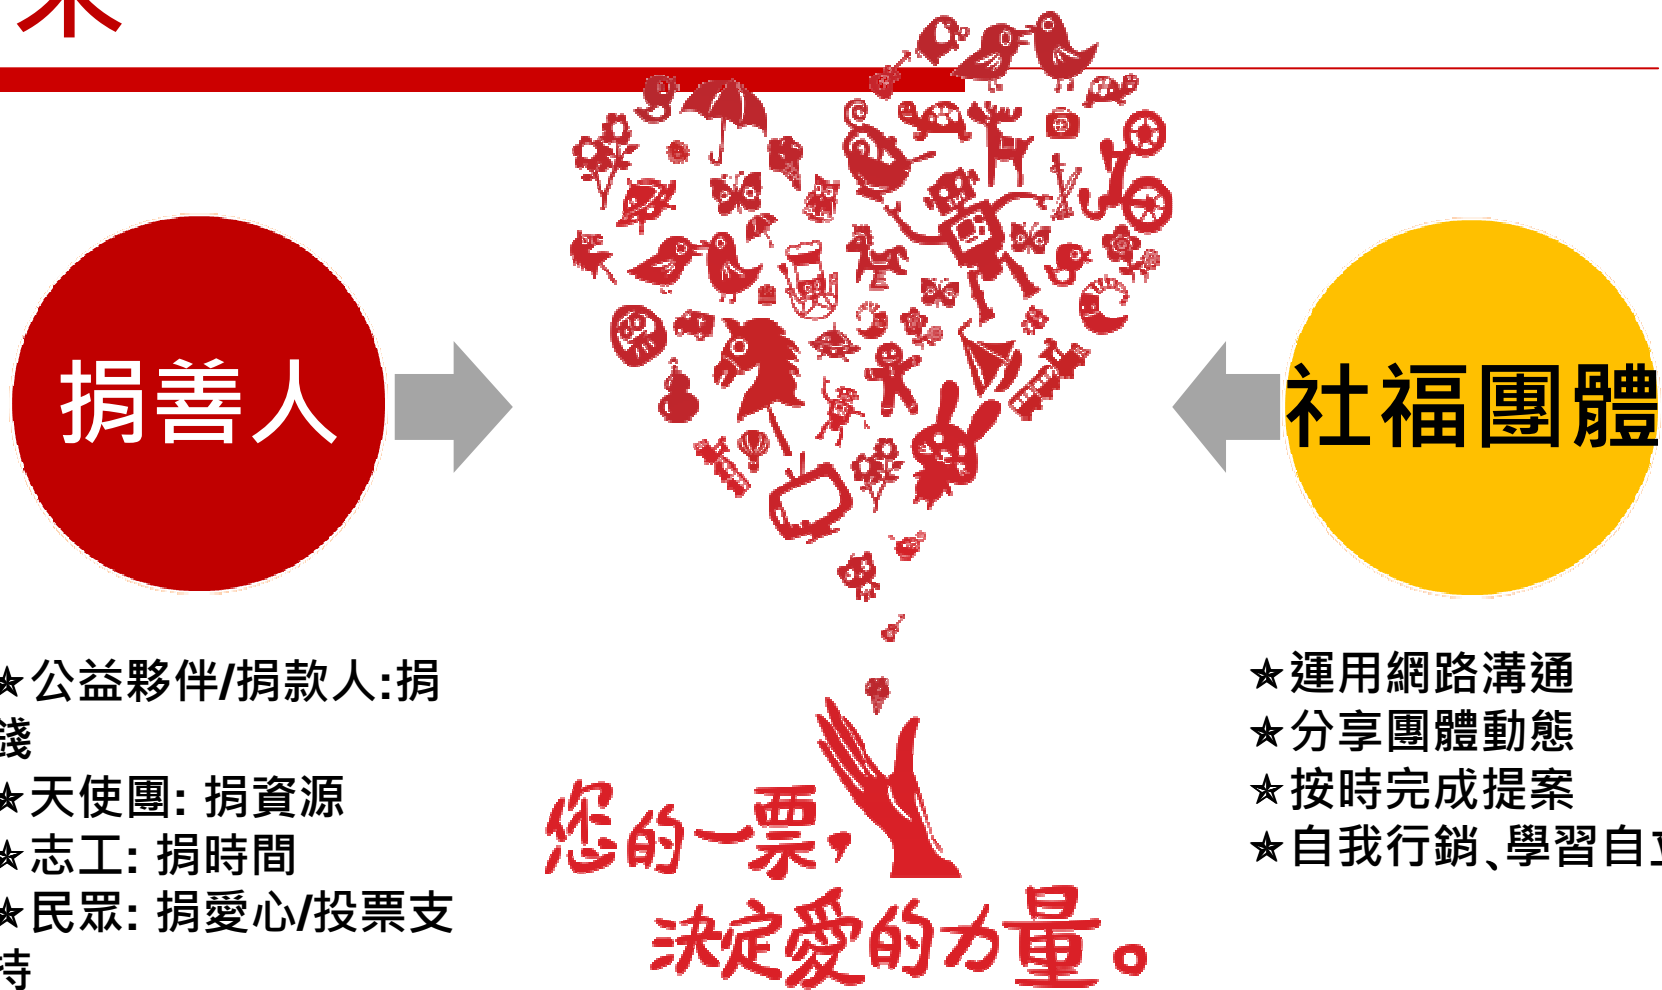 捐善人
社福團體
★公益夥伴/捐款人:捐
錢
★天使團: 捐資源
★志工: 捐時間
★民眾: 捐愛心/投票支
持
您的一票,
決定愛的力量。
★運用網路溝通
★分享團體動態
★按時完成提案
★自我行銷、學習自立